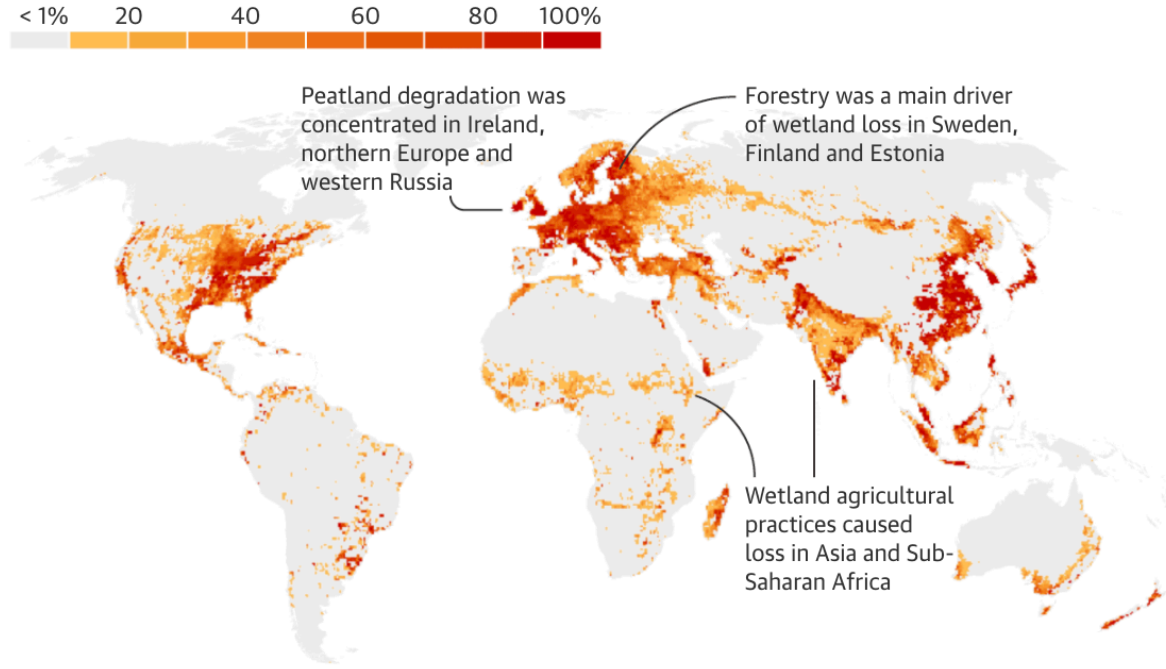 < 1% 20 40 60 80 100%
Peatland degradation was
concentrated in Ireland,
northern Europe and
western Russia
Forestry was a main driver
of wetland loss in Sweden,
Finland and Estonia
Wetland agricultural
practices caused
loss in Asia and Sub-
Saharan Africa